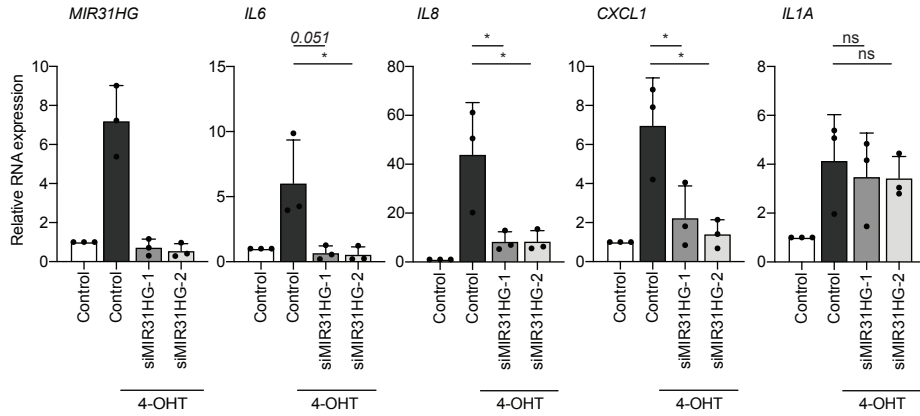 MIR31HG IL6 IL8 CXCL1 IL1A
0.051 * * ns
* * * ns
Relative RNA expression
10 8 6 4 2 0
15 10 5 0
80 60 40 20 0
10 8 6 4 2 0
10 8 6 4 2 0
Control Control siMIR31HG-1 siMIR31HG-2
Control Control siMIR31HG-1 siMIR31HG-2
Control Control siMIR31HG-1 siMIR31HG-2
Control Control siMIR31HG-1 siMIR31HG-2
Control Control siMIR31HG-1 siMIR31HG-2
4-OHT 4-OHT 4-OHT 4-OHT 4-OHT